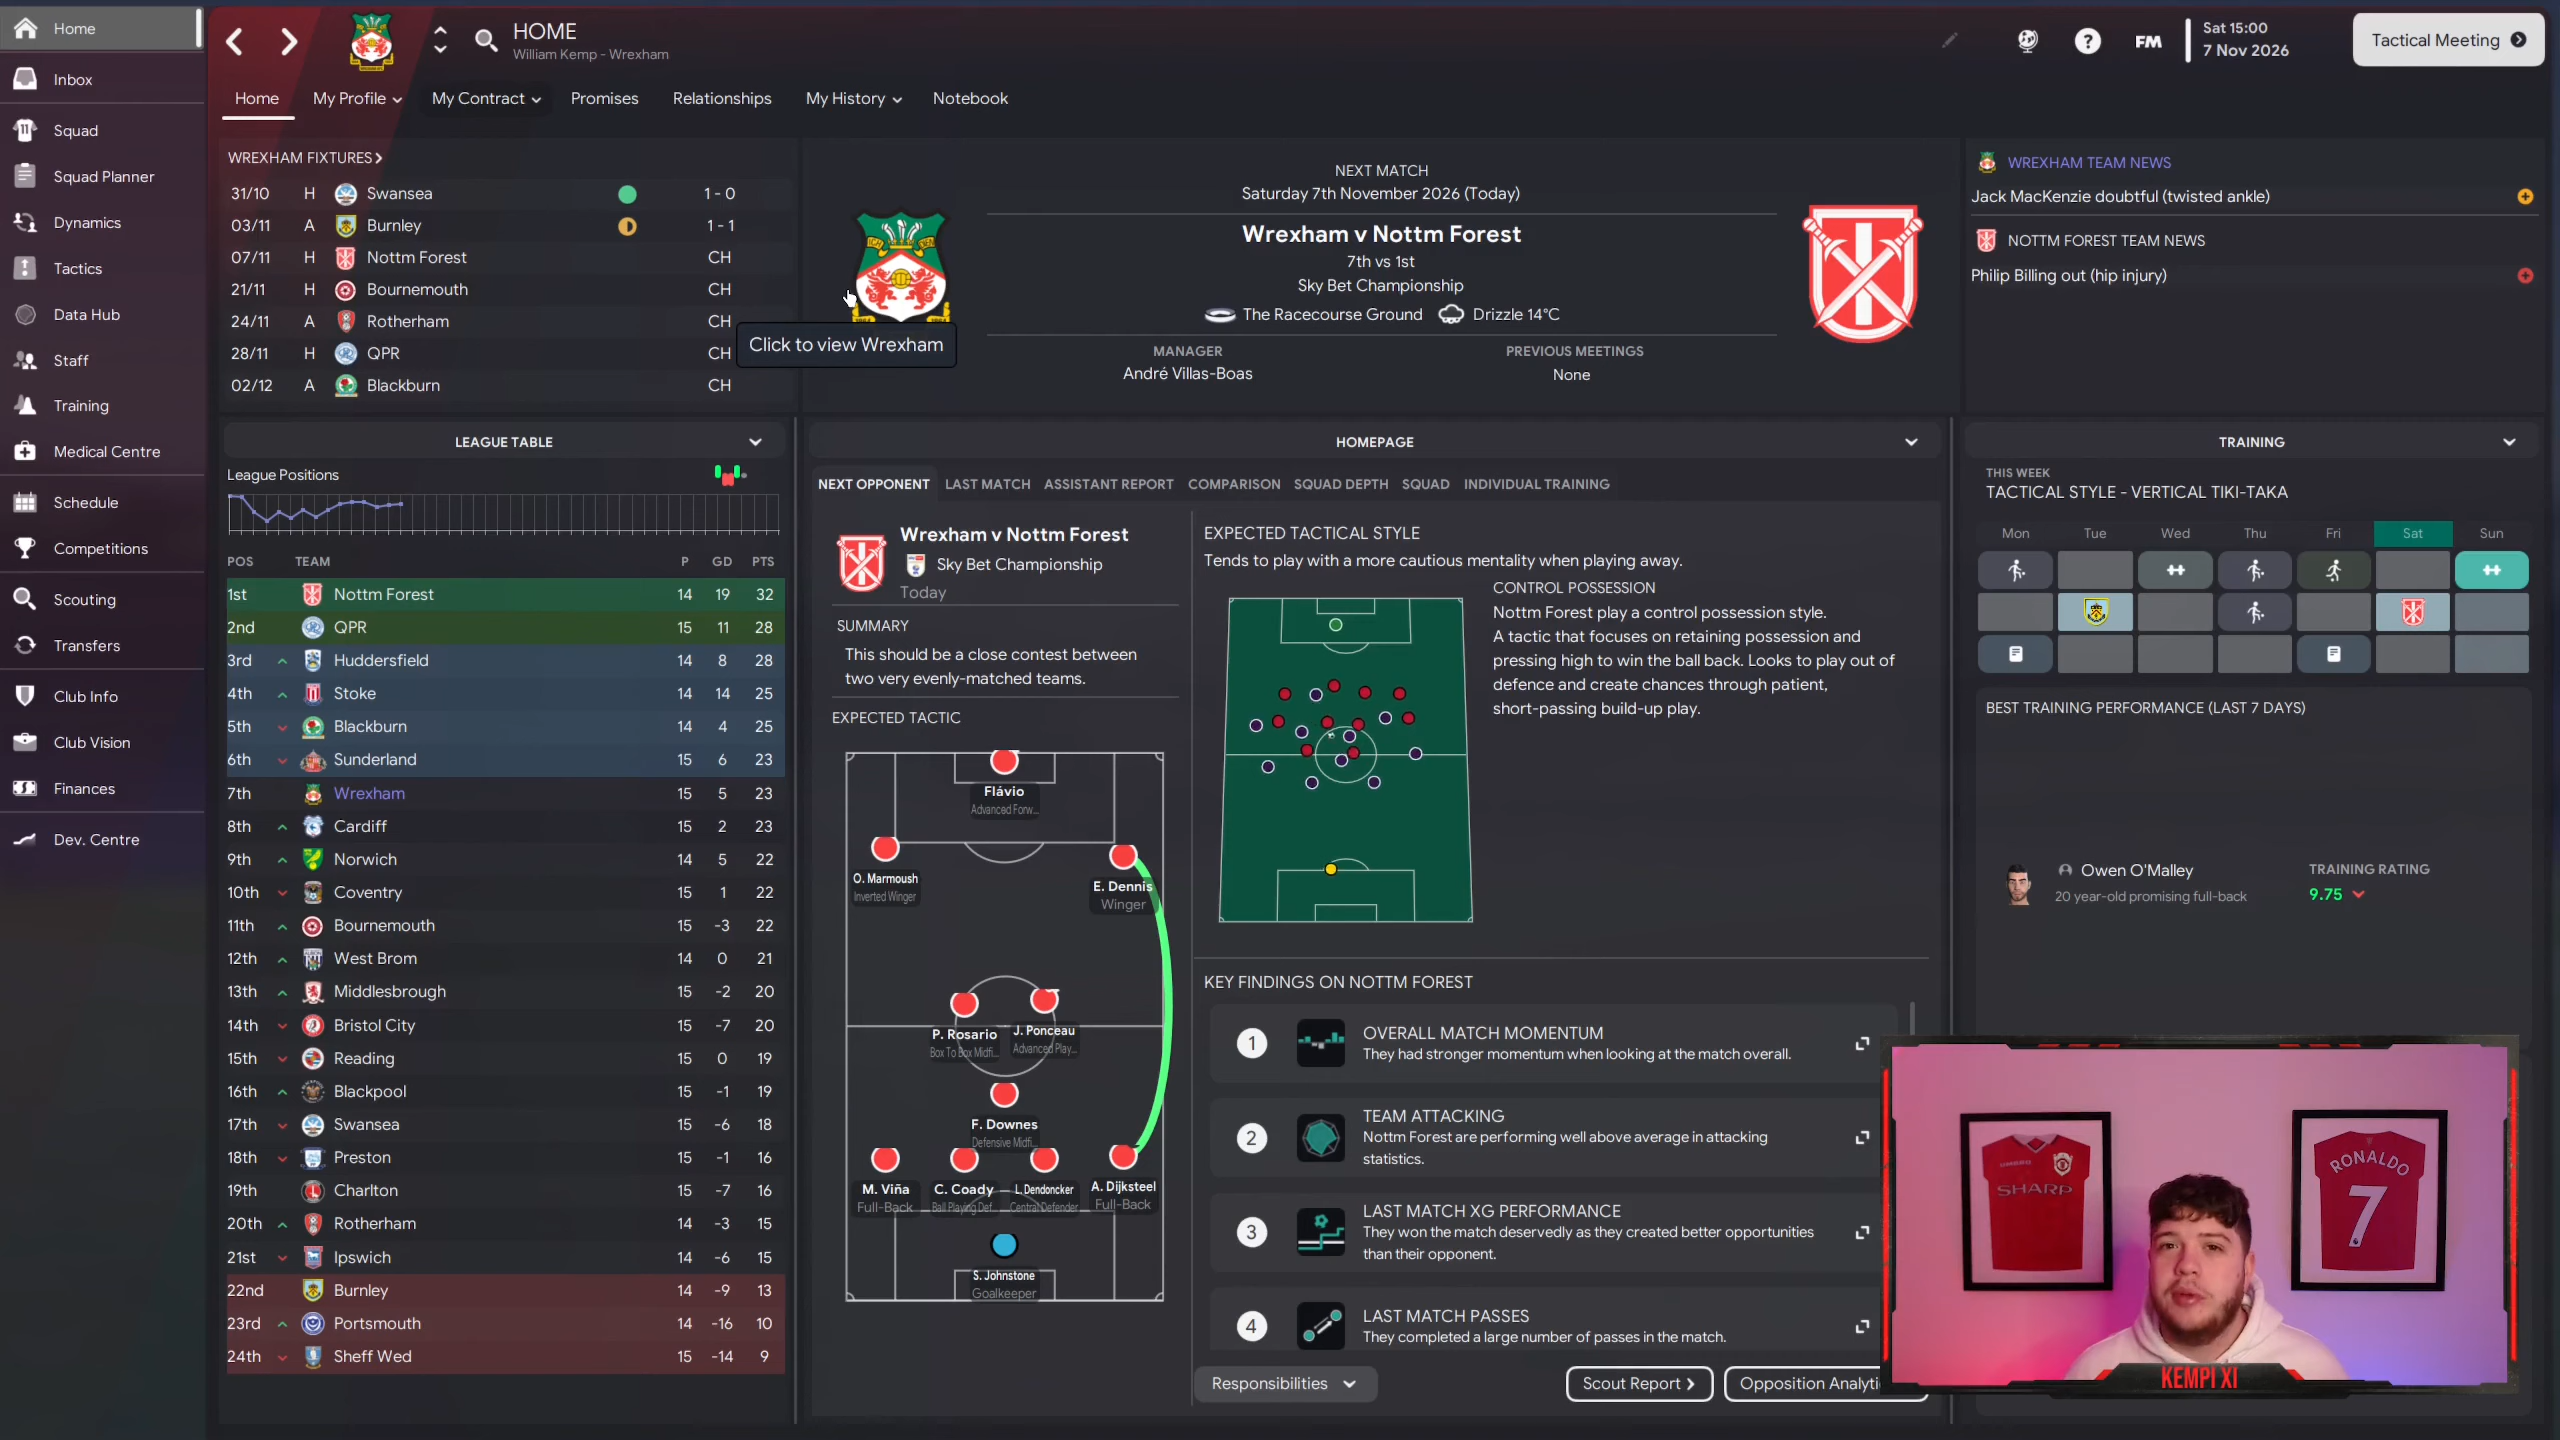 Home
Inbox
Squad
Squad Planner
Dynamics
Tactics
Data Hub
Staff
Training
Medical Centre
Schedule
Competitions
Scouting
Transfers
Club Info
Club Vision
Finances
Dev. Centre
HOME
William Kemp - Wrexham
FM
Sat 15:00
7 Nov 2026
Tactical Meeting
Home
My Profile
My Contract
Promises
Relationships
My History
Notebook
WREXHAM FIXTURES
31/10 H Swansea 1 - 0
03/11 A Burnley 1 - 1
07/11 H Nottm Forest CH
21/11 H Bournemouth CH
24/11 A Rotherham CH
28/11 H QPR CH
02/12 A Blackburn CH
Click to view Wrexham
NEXT MATCH
Saturday 7th November 2026 (Today)
Wrexham v Nottm Forest
7th vs 1st
Sky Bet Championship
The Racecourse Ground Drizzle 14°C
MANAGER
André Villas-Boas
PREVIOUS MEETINGS
None
WREXHAM TEAM NEWS
Jack MacKenzie doubtful (twisted ankle)
NOTTM FOREST TEAM NEWS
Philip Billing out (hip injury)
LEAGUE TABLE
League Positions
POS TEAM P GD PTS
1st Nottm Forest 14 19 32
2nd QPR 15 11 28
3rd Huddersfield 14 8 28
4th Stoke 14 14 25
5th Blackburn 14 4 25
6th Sunderland 15 6 23
7th Wrexham 15 5 23
8th Cardiff 15 2 23
9th Norwich 14 5 22
10th Coventry 15 1 22
11th Bournemouth 15 -3 22
12th West Brom 14 0 21
13th Middlesbrough 15 -2 20
14th Bristol City 15 -7 20
15th Reading 15 0 19
16th Blackpool 15 -1 19
17th Swansea 15 -6 18
18th Preston 15 -1 16
19th Charlton 15 -7 16
20th Rotherham 14 -3 15
21st Ipswich 14 -6 15
22nd Burnley 14 -9 13
23rd Portsmouth 14 -16 10
24th Sheff Wed 15 -14 9
HOMEPAGE
NEXT OPPONENT
LAST MATCH
ASSISTANT REPORT
COMPARISON
SQUAD DEPTH
SQUAD
INDIVIDUAL TRAINING
Wrexham v Nottm Forest
Sky Bet Championship
Today
SUMMARY
This should be a close contest between
two very evenly-matched teams.
EXPECTED TACTIC
Flávio
Advanced Forw...
O. Marmoush
Inverted Winger
E. Dennis
Winger
P. Rosario
Box To Box Midfi...
J. Ponceau
Advanced Play...
F. Downes
Defensive Midfi...
M. Viña
Full-Back
C. Coady
Ball Playing Def...
L. Dendoncker
Central Defender
A. Dijksteel
Full-Back
S. Johnstone
Goalkeeper
EXPECTED TACTICAL STYLE
Tends to play with a more cautious mentality when playing away.
CONTROL POSSESSION
Nottm Forest play a control possession style.
A tactic that focuses on retaining possession and
pressing high to win the ball back. Looks to play out of
defence and create chances through patient,
short-passing build-up play.
KEY FINDINGS ON NOTTM FOREST
1
OVERALL MATCH MOMENTUM
They had stronger momentum when looking at the match overall.
2
TEAM ATTACKING
Nottm Forest are performing well above average in attacking
statistics.
3
LAST MATCH XG PERFORMANCE
They won the match deservedly as they created better opportunities
than their opponent.
4
LAST MATCH PASSES
They completed a large number of passes in the match.
Responsibilities
Scout Report
Opposition Analyti
TRAINING
THIS WEEK
TACTICAL STYLE - VERTICAL TIKI-TAKA
Mon Tue Wed Thu Fri Sat Sun
BEST TRAINING PERFORMANCE (LAST 7 DAYS)
Owen O'Malley
20 year-old promising full-back
TRAINING RATING
9.75
UMBRO
SHARP
RONALDO
7
KEMPI XI